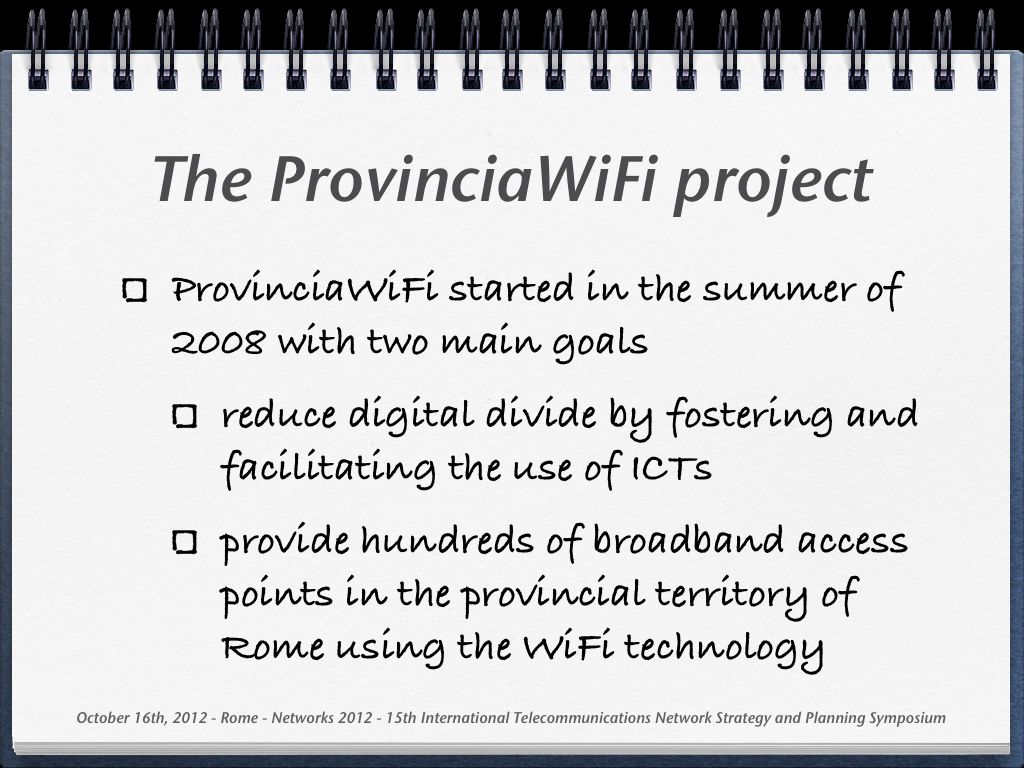 The ProvinciaWiFi project
ProvinciaWiFi started in the summer of
2008 with two main goals
reduce digital divide by fostering and
facilitating the use of ICTs
provide hundreds of broadband access
points in the provincial territory of
Rome using the WiFi technology
October 16th, 2012 - Rome - Networks 2012 - 15th International Telecommunications Network Strategy and Planning Symposium